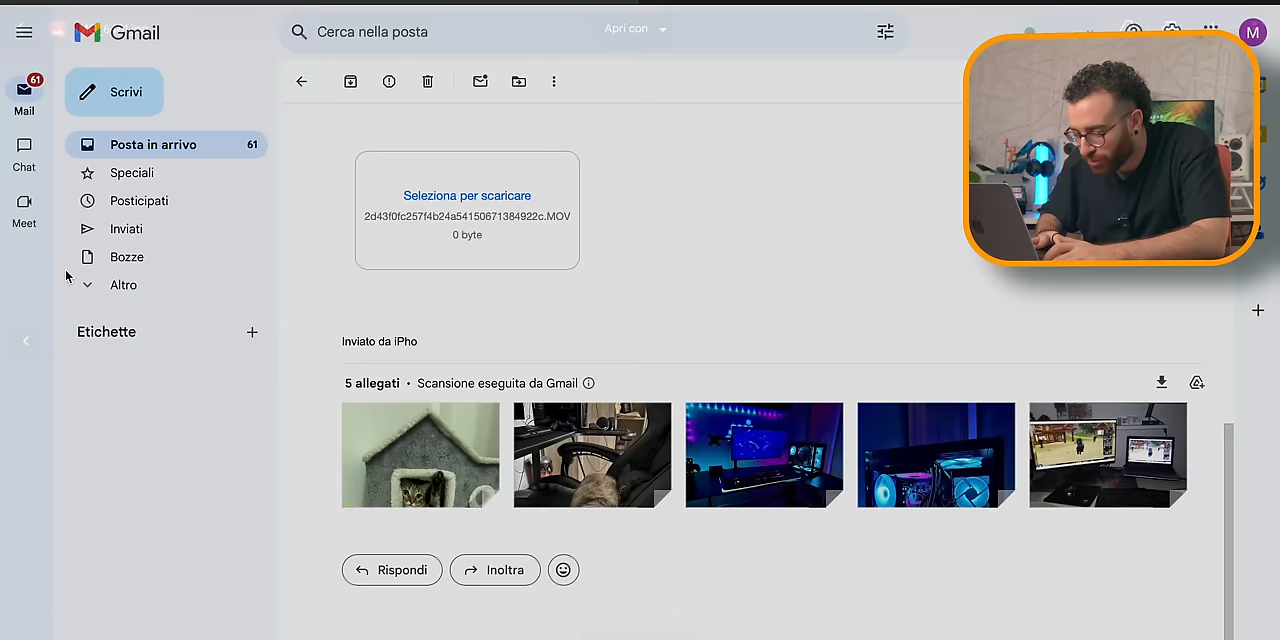 Gmail
Cerca nella posta
Apri con
M
61
Mail
Scrivi
Posta in arrivo 61
Chat
Speciali
Posticipati
Meet
Inviati
Bozze
Altro
Etichette
Seleziona per scaricare
2d43f0fc257f4b24a54150671384922c.MOV
0 byte
Inviato da iPho
5 allegati • Scansione eseguita da Gmail
Rispondi
Inoltra